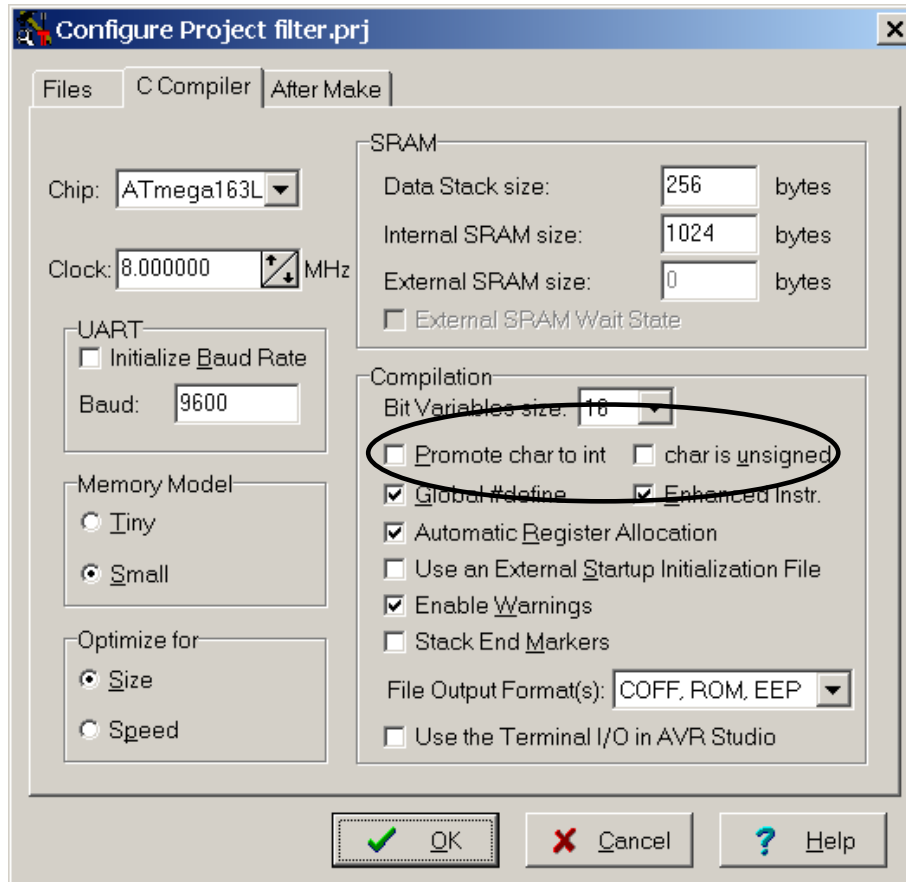 Configure Project filter.prj
Files C Compiler After Make
Chip: ATmega163L
Clock: 8.000000 MHz
UART
Initialize Baud Rate
Baud: 9600
Memory Model
Tiny
Small
Optimize for
Size
Speed
SRAM
Data Stack size: 256 bytes
Internal SRAM size: 1024 bytes
External SRAM size: 0 bytes
External SRAM Wait State
Compilation
Bit Variables size: 16
Promote char to int char is unsigned
Global #define Enhanced Instr.
Automatic Register Allocation
Use an External Startup Initialization File
Enable Warnings
Stack End Markers
File Output Format(s): COFF, ROM, EEP
Use the Terminal I/O in AVR Studio
OK Cancel Help